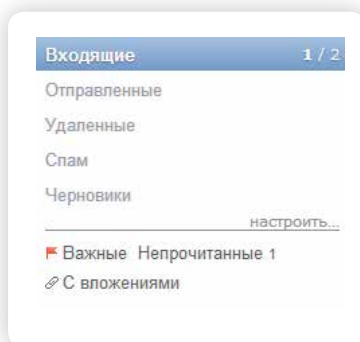 Входящие 1 / 2
Отправленные
Удаленные
Спам
Черновики
настроить...
Важные Непрочитанные 1
С вложениями